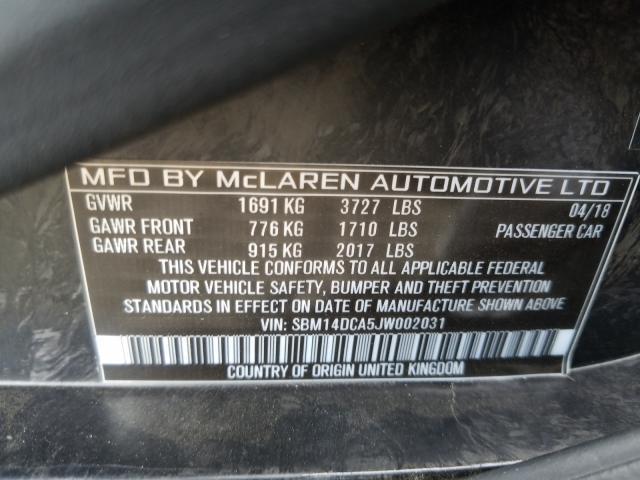 MFD BY McLAREN AUTOMOTIVE LTD
GVWR 1691 KG 3727 LBS 04/18
GAWR FRONT 776 KG 1710 LBS PASSENGER CAR
GAWR REAR 915 KG 2017 LBS
THIS VEHICLE CONFORMS TO ALL APPLICABLE FEDERAL
MOTOR VEHICLE SAFETY, BUMPER AND THEFT PREVENTION
STANDARDS IN EFFECT ON DATE OF MANUFACTURE SHOWN ABOVE
VIN: SBM14DCA5JW002031
COUNTRY OF ORIGIN UNITED KINGDOM